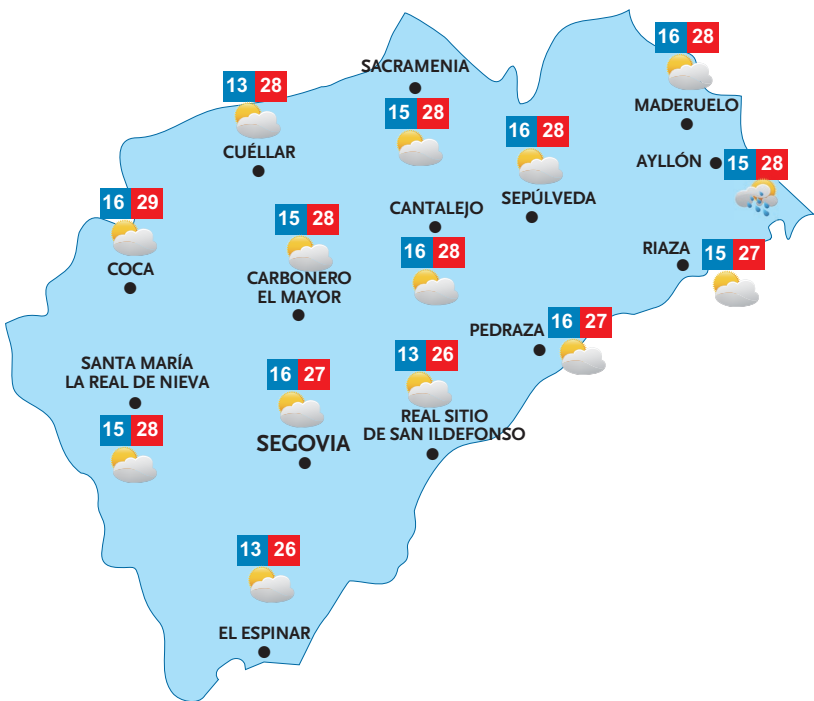 16 28
MADERUELO
SACRAMENIA
15 28
13 28
CUÉLLAR
16 28
SEPÚLVEDA
AYLLÓN
15 28
16 29
COCA
15 28
CARBONERO
EL MAYOR
CANTALEJO
16 28
RIAZA
15 27
PEDRAZA
16 27
SANTA MARÍA
LA REAL DE NIEVA
15 28
16 27
SEGOVIA
13 26
REAL SITIO
DE SAN ILDEFONSO
13 26
EL ESPINAR